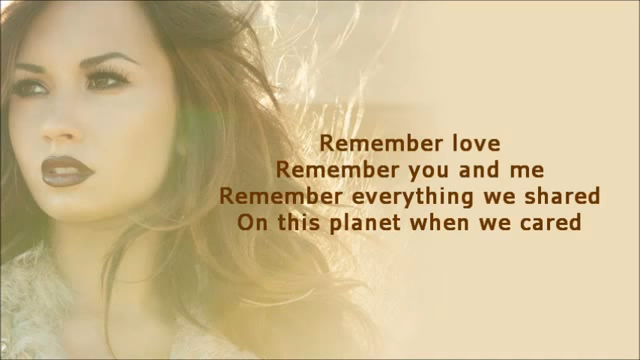 Remember love
Remember you and me
Remember everything we shared
On this planet when we cared